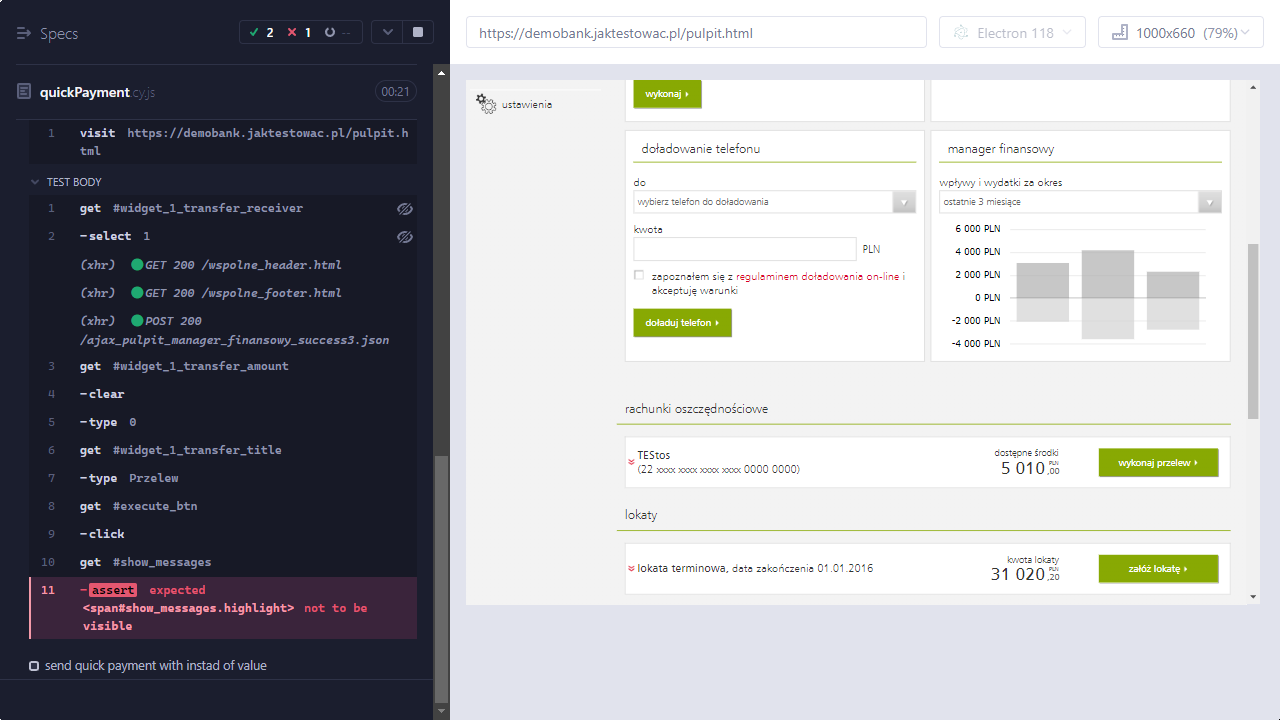 Specs
2
1
--
https://demobank.jaktestowac.pl/pulpit.html
Electron 118
1000x660 (79%)
quickPayment.cy.js
00:21
1 visit https://demobank.jaktestowac.pl/pulpit.h
tml
TEST BODY
1 get #widget_1_transfer_receiver
2 -select 1
(xhr) GET 200 /wspolne_header.html
(xhr) GET 200 /wspolne_footer.html
(xhr) POST 200
/ajax_pulpit_manager_finansowy_success3.json
3 get #widget_1_transfer_amount
4 -clear
5 -type 0
6 get #widget_1_transfer_title
7 -type Przelew
8 get #execute_btn
9 -click
10 get #show_messages
11 -assert expected
<span#show_messages.highlight> not to be
visible
send quick payment with instad of value
ustawienia
wykonaj
doładowanie telefonu
do
wybierz telefon do doładowania
kwota
PLN
zapoznałem się z regulaminem doładowania on-line i
akceptuję warunki
doładuj telefon
manager finansowy
wpływy i wydatki za okres
ostatnie 3 miesiące
6 000 PLN
4 000 PLN
2 000 PLN
0 PLN
-2 000 PLN
-4 000 PLN
rachunki oszczędnościowe
TEStos
(22 xxxx xxxx xxxx xxxx 0000 0000)
dostępne środki
5 010 PLN ,00
wykonaj przelew
lokaty
lokata terminowa, data zakończenia 01.01.2016
kwota lokaty
31 020 PLN ,20
załóż lokatę